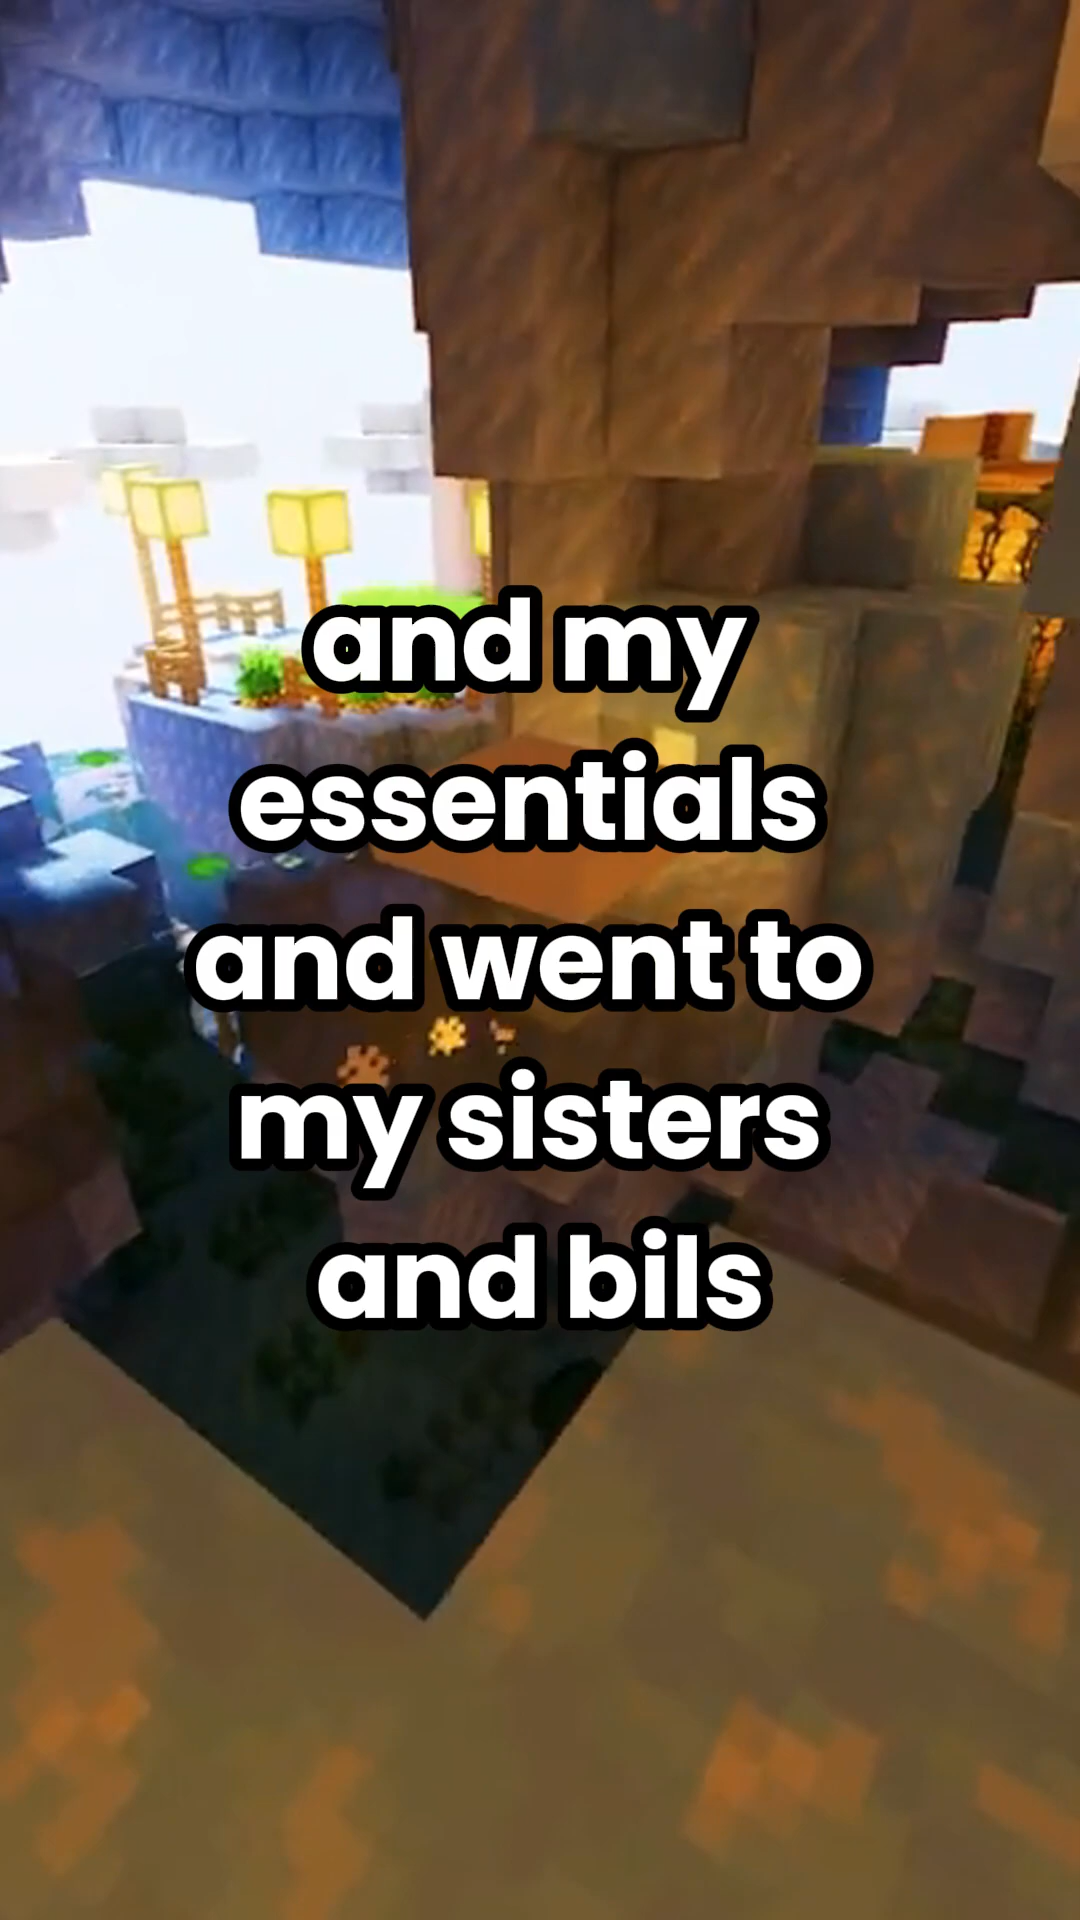 and my
essentials
and went to
my sisters
and bils